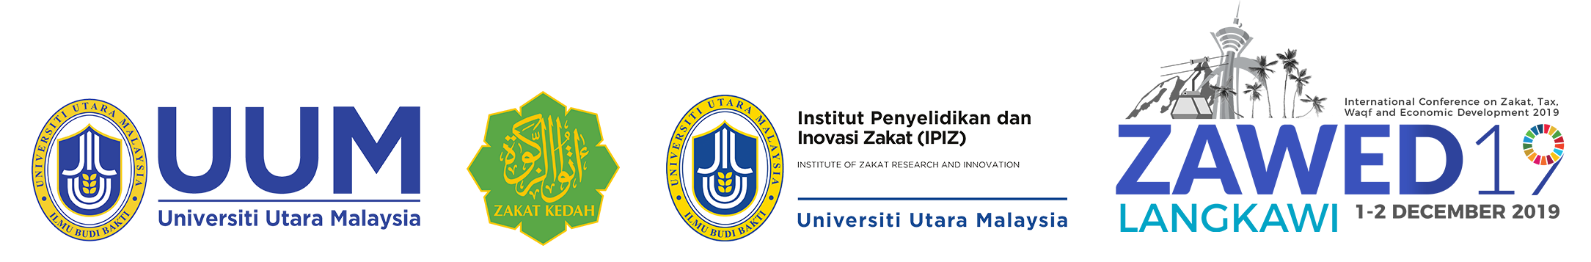 UNIVERSITI UTARA MALAYSIA
ILMU BUDI BAKTI
UUM
Universiti Utara Malaysia
وآتوا الزكوة
ZAKAT KEDAH
UNIVERSITI UTARA MALAYSIA
ILMU BUDI BAKTI
Institut Penyelidikan dan
Inovasi Zakat (IPIZ)
INSTITUTE OF ZAKAT RESEARCH AND INNOVATION
Universiti Utara Malaysia
International Conference on Zakat, Tax,
Waqf and Economic Development 2019
ZAWED19
LANGKAWI
1-2 DECEMBER 2019